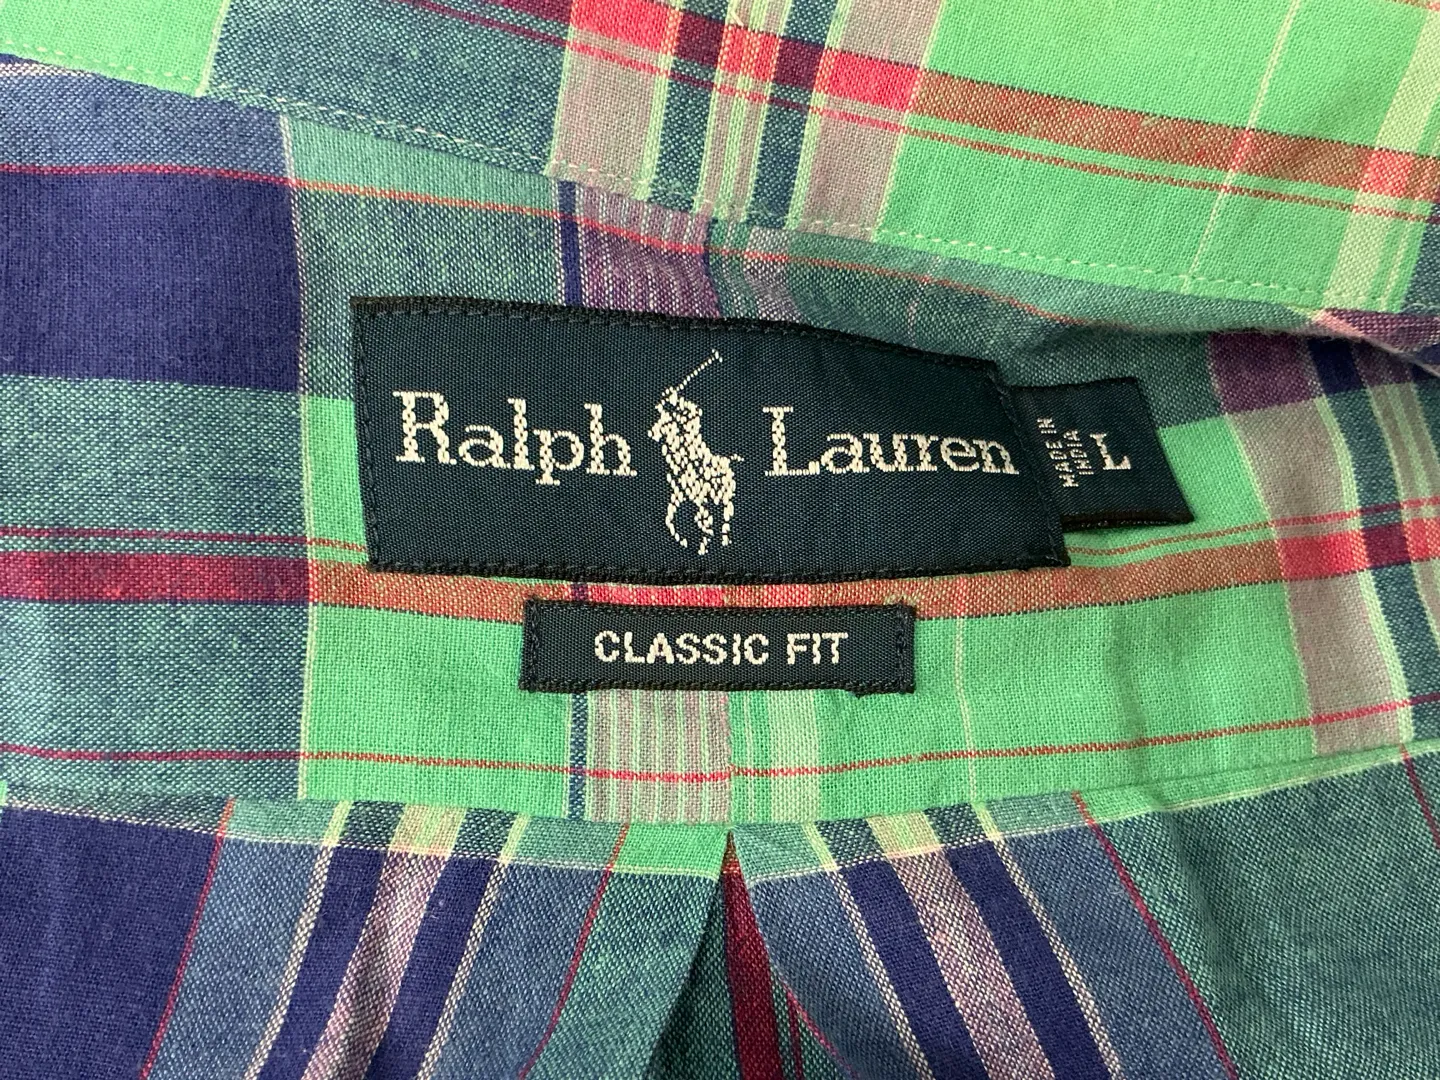 Ralph Lauren
MADE IN
INDIA
L
CLASSIC FIT